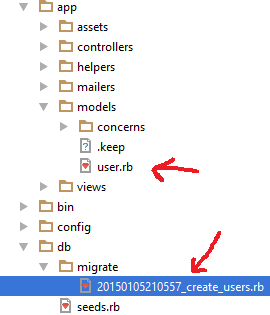 app
assets
controllers
helpers
mailers
models
concerns
.keep
user.rb
views
bin
config
db
migrate
20150105210557_create_users.rb
seeds.rb